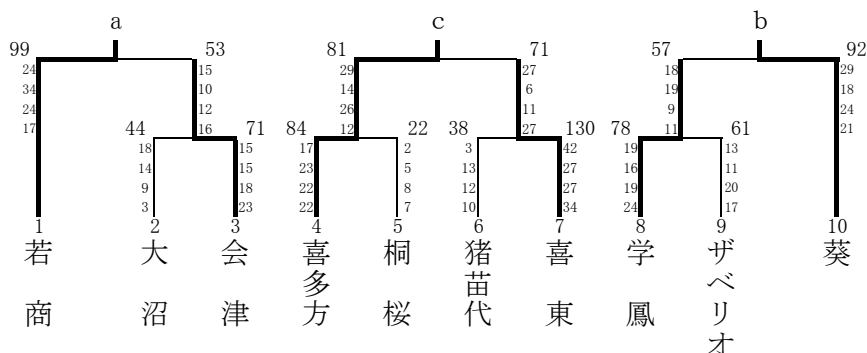 a c b
99 53 81 71 57 92
24 15 29 27 18 29
34 10 14 6 19 18
24 12 26 11 9 24
17 16 12 27 11 21
44 71 84 22 38 130 78 61
18 15 17 2 3 42 19 13
14 15 23 5 13 27 16 11
9 18 22 8 12 27 19 20
3 23 22 7 10 34 24 17
1 2 3 4 5 6 7 8 9 10
若商
大沼
会津
喜多方
桐桜
猪苗代
喜東
学鳳
ザベリオ
葵